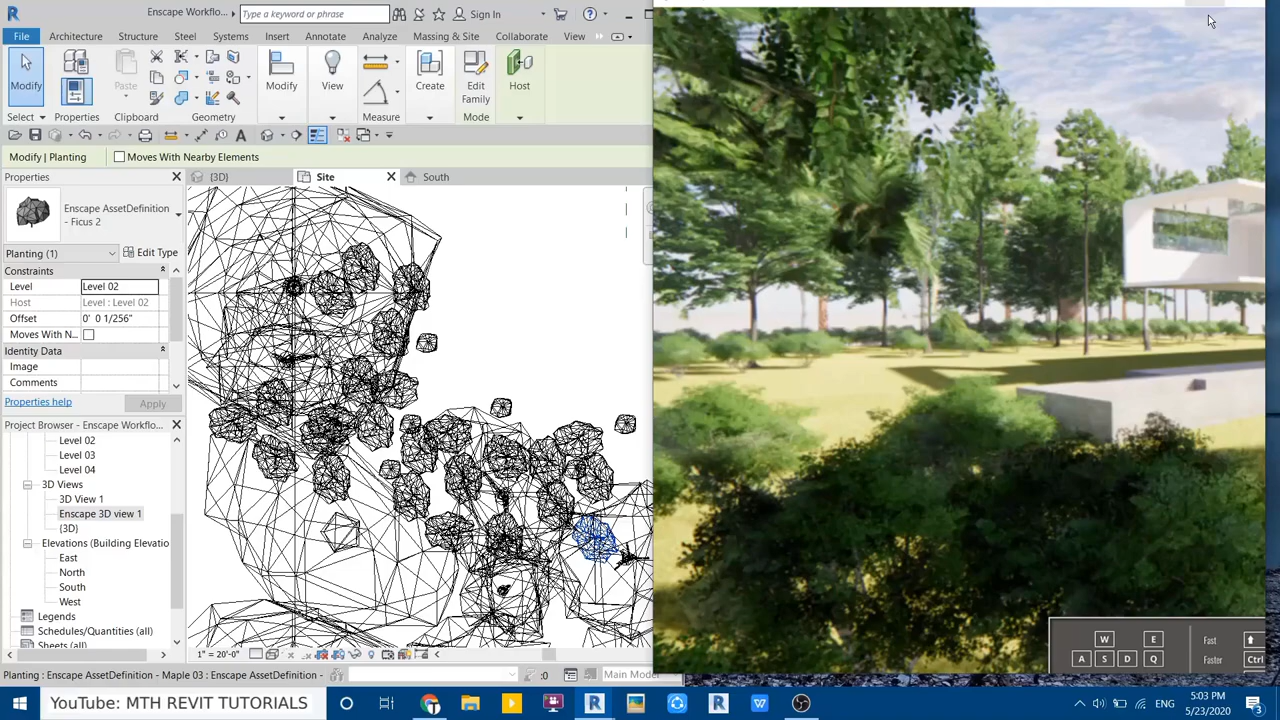 Enscape Workflo...
Type a keyword or phrase
Sign In
File
Architecture
Structure
Steel
Systems
Insert
Annotate
Analyze
Massing & Site
Collaborate
View
Modify
Paste
Modify
View
Create
Edit
Family
Host
Select
Properties
Clipboard
Geometry
Measure
Mode
Modify | Planting
Moves With Nearby Elements
Properties
{3D}
Site
South
Enscape AssetDefinition
- Ficus 2
Planting (1)
Edit Type
Constraints
Level
Level 02
Host
Level : Level 02
Offset
0' 0 1/256"
Moves With N...
Identity Data
Image
Comments
Properties help
Apply
Project Browser - Enscape Workflo...
Level 02
Level 03
Level 04
3D Views
3D View 1
Enscape 3D view 1
{3D}
Elevations (Building Elevatio
East
North
South
West
Legends
Schedules/Quantities (all)
Sheets (all)
1" = 20'-0"
Planting : Enscape AssetDefinition - Maple 03 : Enscape AssetDefinition -
:0
Main Model
W
E
A
S
D
Q
Fast
Faster
Ctrl
YouTube: MTH REVIT TUTORIALS
ENG
5:03 PM
5/23/2020
3